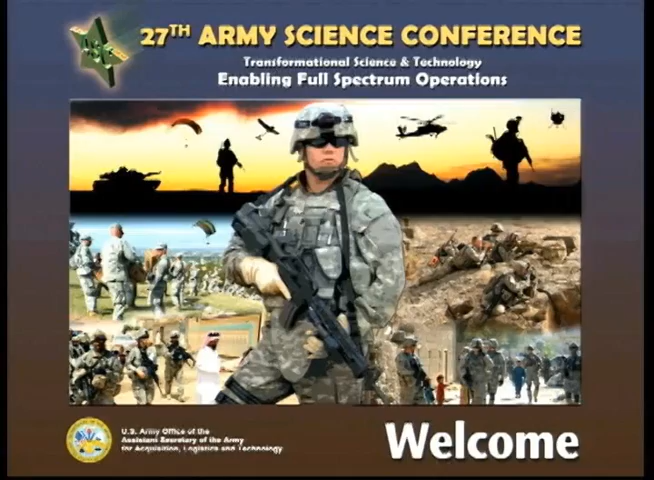 ASC
27TH ARMY SCIENCE CONFERENCE
Transformational Science & Technology
Enabling Full Spectrum Operations
U.S. Army Office of the
Assistant Secretary of the Army
for Acquisition, Logistics and Technology
Welcome